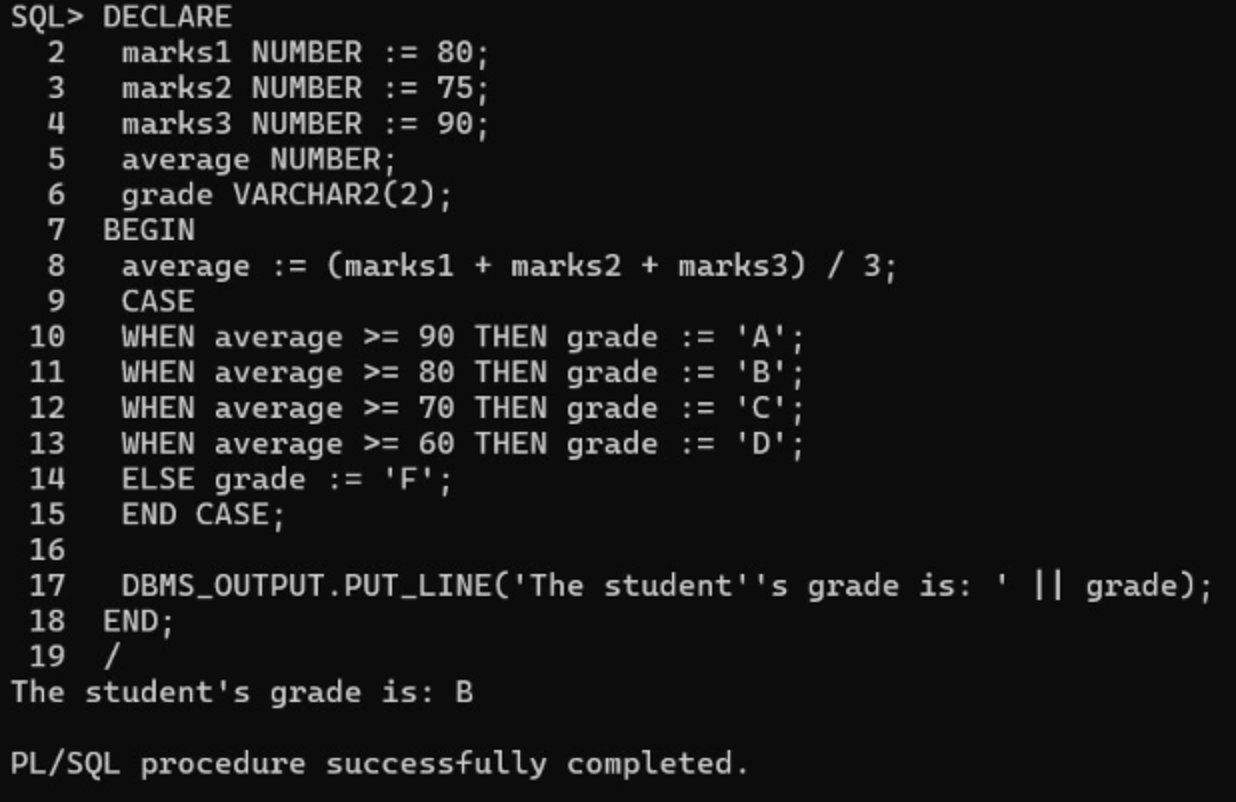 SQL> DECLARE
  2   marks1 NUMBER := 80;
  3   marks2 NUMBER := 75;
  4   marks3 NUMBER := 90;
  5   average NUMBER;
  6   grade VARCHAR2(2);
  7  BEGIN
  8   average := (marks1 + marks2 + marks3) / 3;
  9   CASE
 10   WHEN average >= 90 THEN grade := 'A';
 11   WHEN average >= 80 THEN grade := 'B';
 12   WHEN average >= 70 THEN grade := 'C';
 13   WHEN average >= 60 THEN grade := 'D';
 14   ELSE grade := 'F';
 15   END CASE;
 16
 17   DBMS_OUTPUT.PUT_LINE('The student''s grade is: ' || grade);
 18  END;
 19  /
The student's grade is: B

PL/SQL procedure successfully completed.